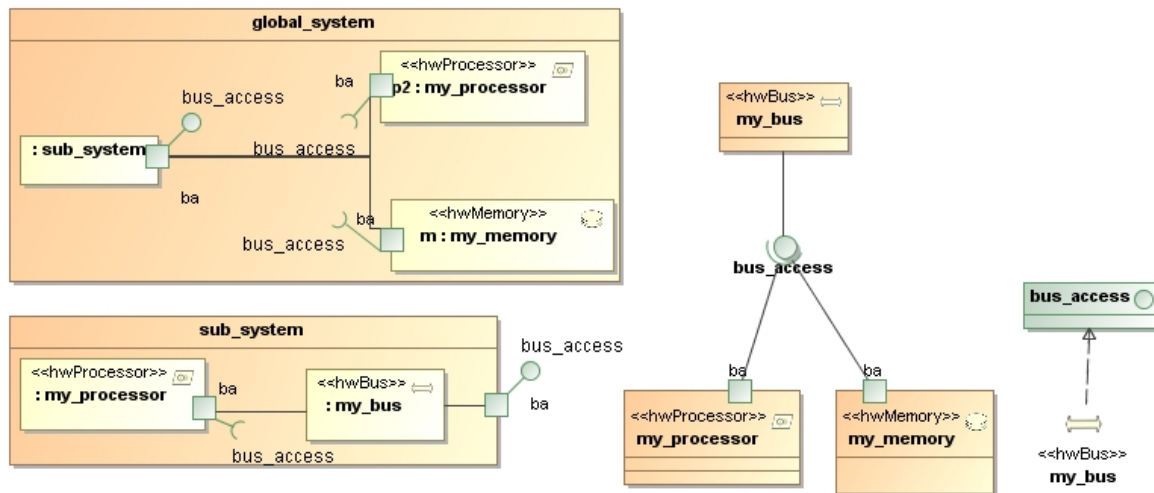 global_system
<<hwProcessor>>
p2 : my_processor
ba
bus_access
: sub_system
bus_access
ba
<<hwMemory>>
m : my_memory
ba
bus_access
sub_system
<<hwProcessor>>
: my_processor
ba
bus_access
<<hwBus>>
: my_bus
bus_access
ba
<<hwBus>>
my_bus
bus_access
ba
<<hwProcessor>>
my_processor
ba
<<hwMemory>>
my_memory
bus_access
<<hwBus>>
my_bus